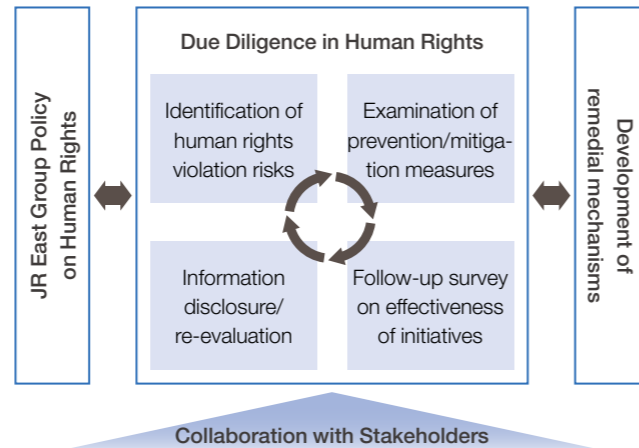 JR East Group Policy
on Human Rights
Due Diligence in Human Rights
Identification of
human rights
violation risks
Examination of
prevention/mitiga-
tion measures
Information
disclosure/
re-evaluation
Follow-up survey
on effectiveness
of initiatives
Development of
remedial mechanisms
Collaboration with Stakeholders